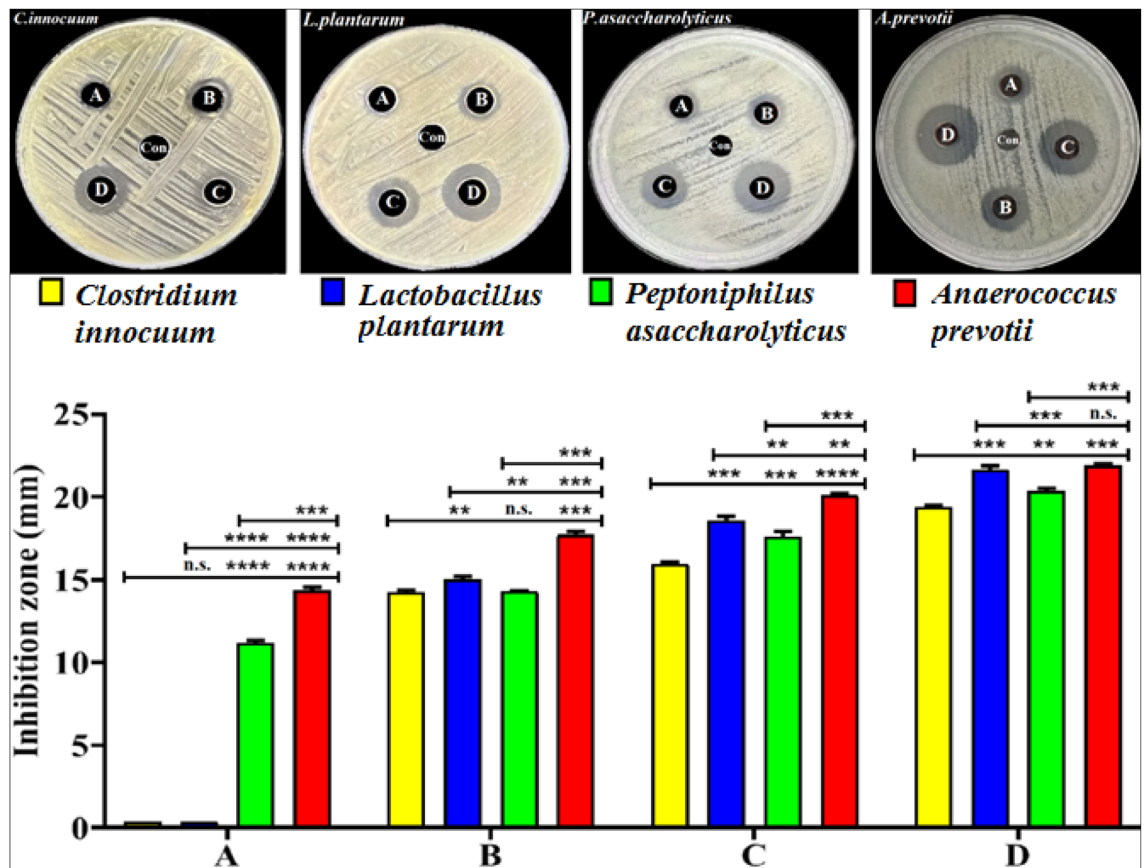 C.innocuum
L.plantarum
P.asaccharolyticus
A.prevotii
A B
Con.
D C
A B
Con.
C D
A B
Con.
C D
A
D Con. C
B
Clostridium innocuum
Lactobacillus plantarum
Peptoniphilus asaccharolyticus
Anaerococcus prevotii
Inhibition zone (mm)
25
20
15
10
5
0
***
**** ****
n.s. **** ****
***
** ***
** n.s. ***
***
** **
*** *** ****
***
*** n.s.
*** ** ***
A B C D